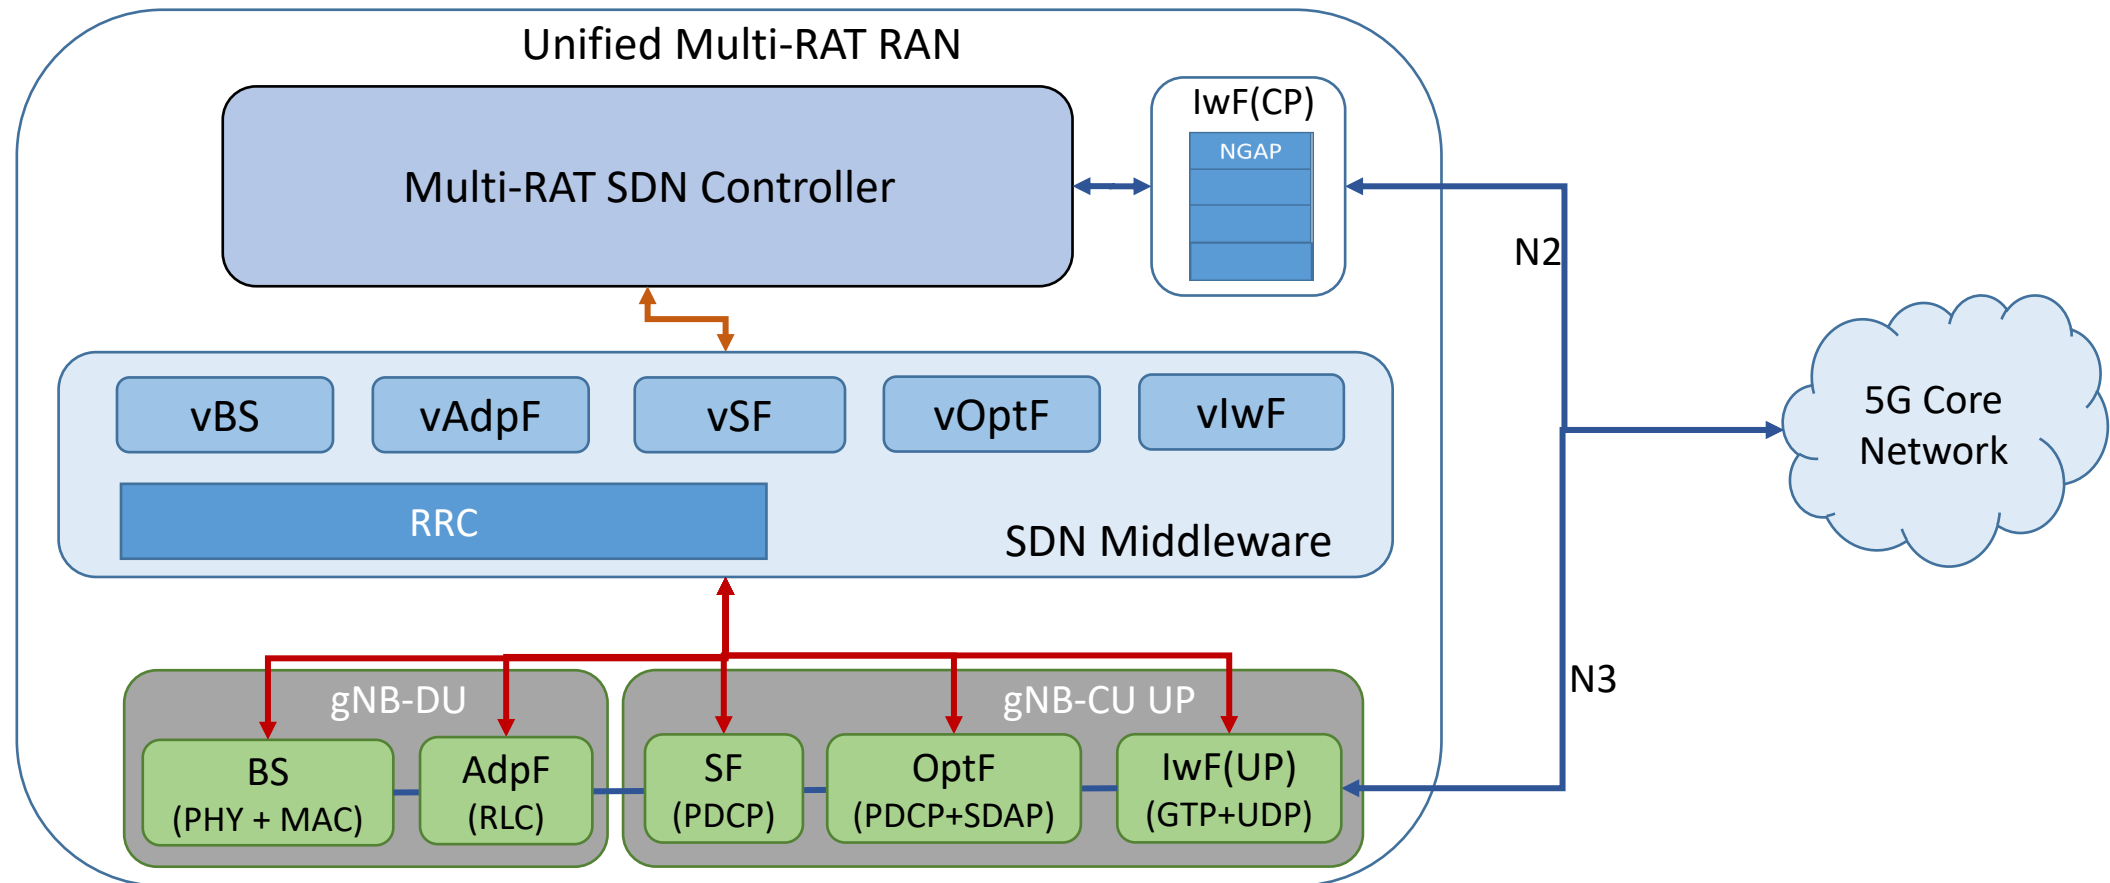 Unified Multi-RAT RAN
Multi-RAT SDN Controller
IwF(CP)
NGAP
N2
5G Core
Network
vBS
vAdpF
vSF
vOptF
vIwF
RRC
SDN Middleware
N3
gNB-DU
gNB-CU UP
BS
(PHY + MAC)
AdpF
(RLC)
SF
(PDCP)
OptF
(PDCP+SDAP)
IwF(UP)
(GTP+UDP)